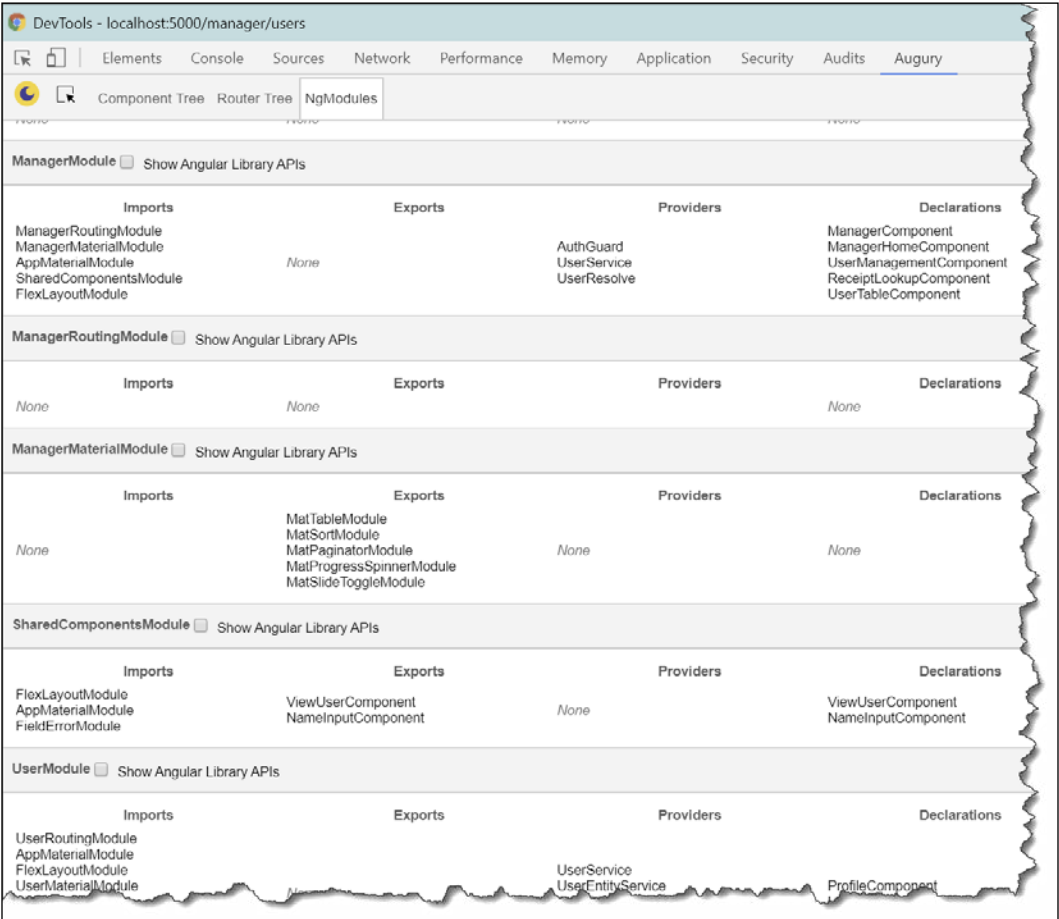 DevTools - localhost:5000/manager/users
Elements Console Sources Network Performance Memory Application Security Audits Augury
Component Tree Router Tree NgModules
None None None None
ManagerModule Show Angular Library APIs
Imports Exports Providers Declarations
ManagerRoutingModule ManagerComponent
ManagerMaterialModule AuthGuard ManagerHomeComponent
AppMaterialModule None UserService UserManagementComponent
SharedComponentsModule UserResolve ReceiptLookupComponent
FlexLayoutModule UserTableComponent
ManagerRoutingModule Show Angular Library APIs
Imports Exports Providers Declarations
None None None
ManagerMaterialModule Show Angular Library APIs
Imports Exports Providers Declarations
MatTableModule
MatSortModule
None MatPaginatorModule None None
MatProgressSpinnerModule
MatSlideToggleModule
SharedComponentsModule Show Angular Library APIs
Imports Exports Providers Declarations
FlexLayoutModule ViewUserComponent ViewUserComponent
AppMaterialModule None
FieldErrorModule NameInputComponent NameInputComponent
UserModule Show Angular Library APIs
Imports Exports Providers Declarations
UserRoutingModule
AppMaterialModule
FlexLayoutModule UserService
UserMaterialModule None UserEntityService ProfileComponent